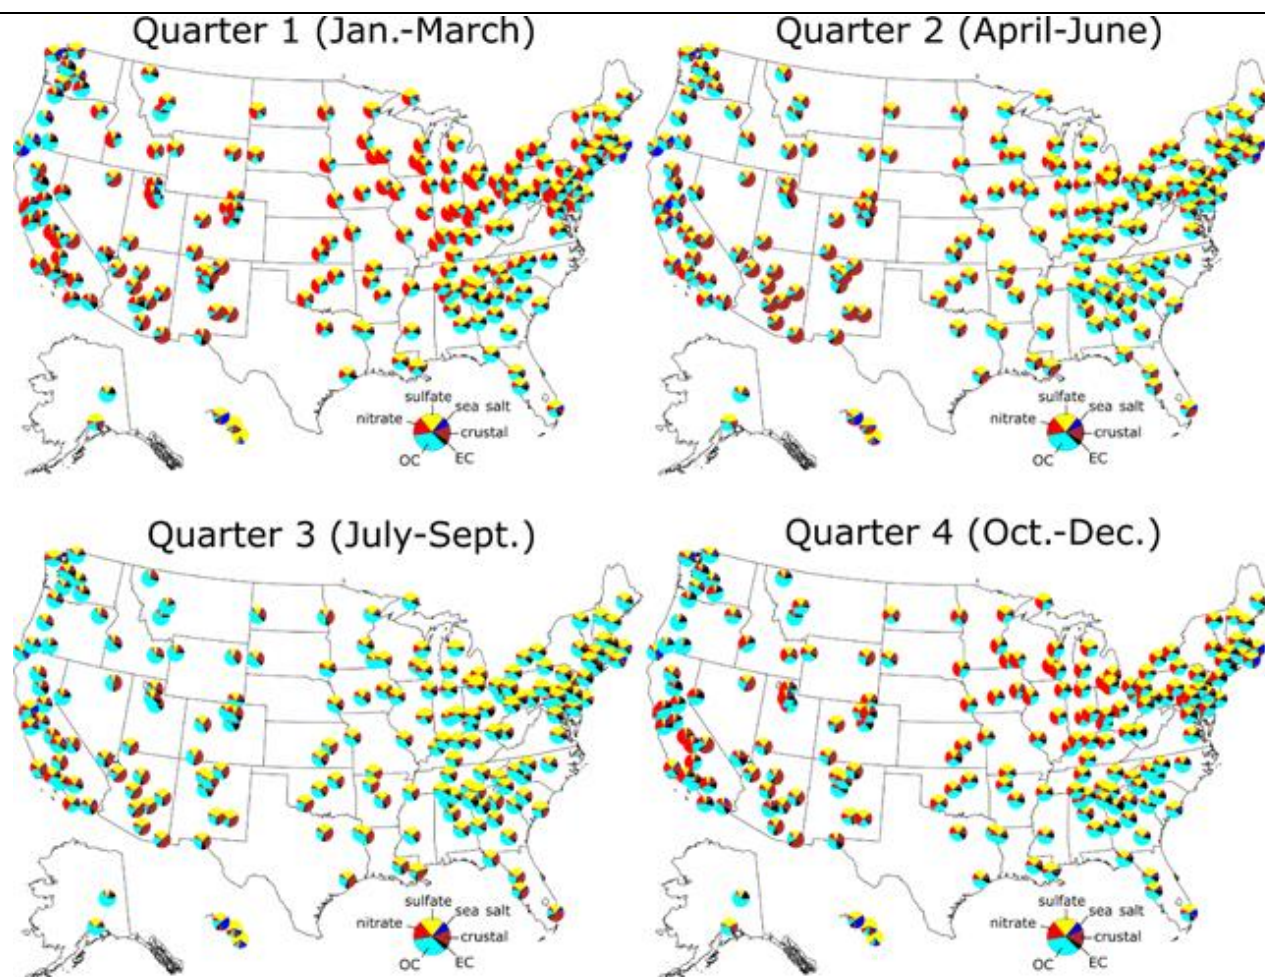 Quarter 1 (Jan.-March)
Quarter 2 (April-June)
sulfate
sea salt
nitrate
crustal
OC
EC
sulfate
sea salt
nitrate
crustal
OC
EC
Quarter 3 (July-Sept.)
Quarter 4 (Oct.-Dec.)
sulfate
sea salt
nitrate
crustal
OC
EC
sulfate
sea salt
nitrate
crustal
OC
EC